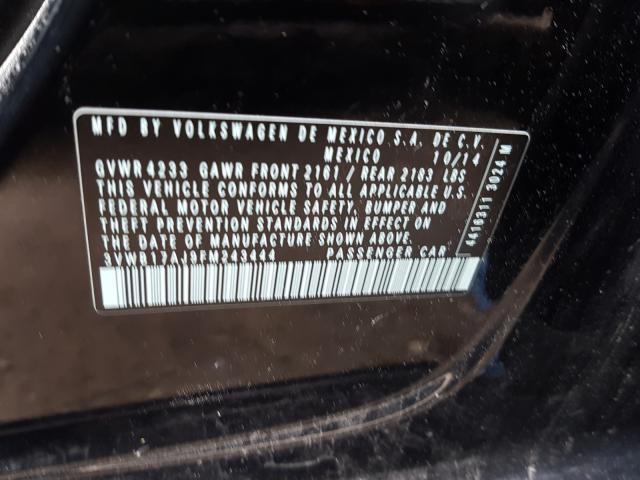 MFD BY VOLKSWAGEN DE MEXICO S.A. DE C.V.
MEXICO 10/14
GVWR 4233 GAWR FRONT 2161 / REAR 2183 LBS
THIS VEHICLE CONFORMS TO ALL APPLICABLE U.S.
FEDERAL MOTOR VEHICLE SAFETY, BUMPER AND
THEFT PREVENTION STANDARDS IN EFFECT ON
THE DATE OF MANUFACTURE SHOWN ABOVE.
3VWB17AJ9FM243444 PASSENGER CAR
4416311 3024 M